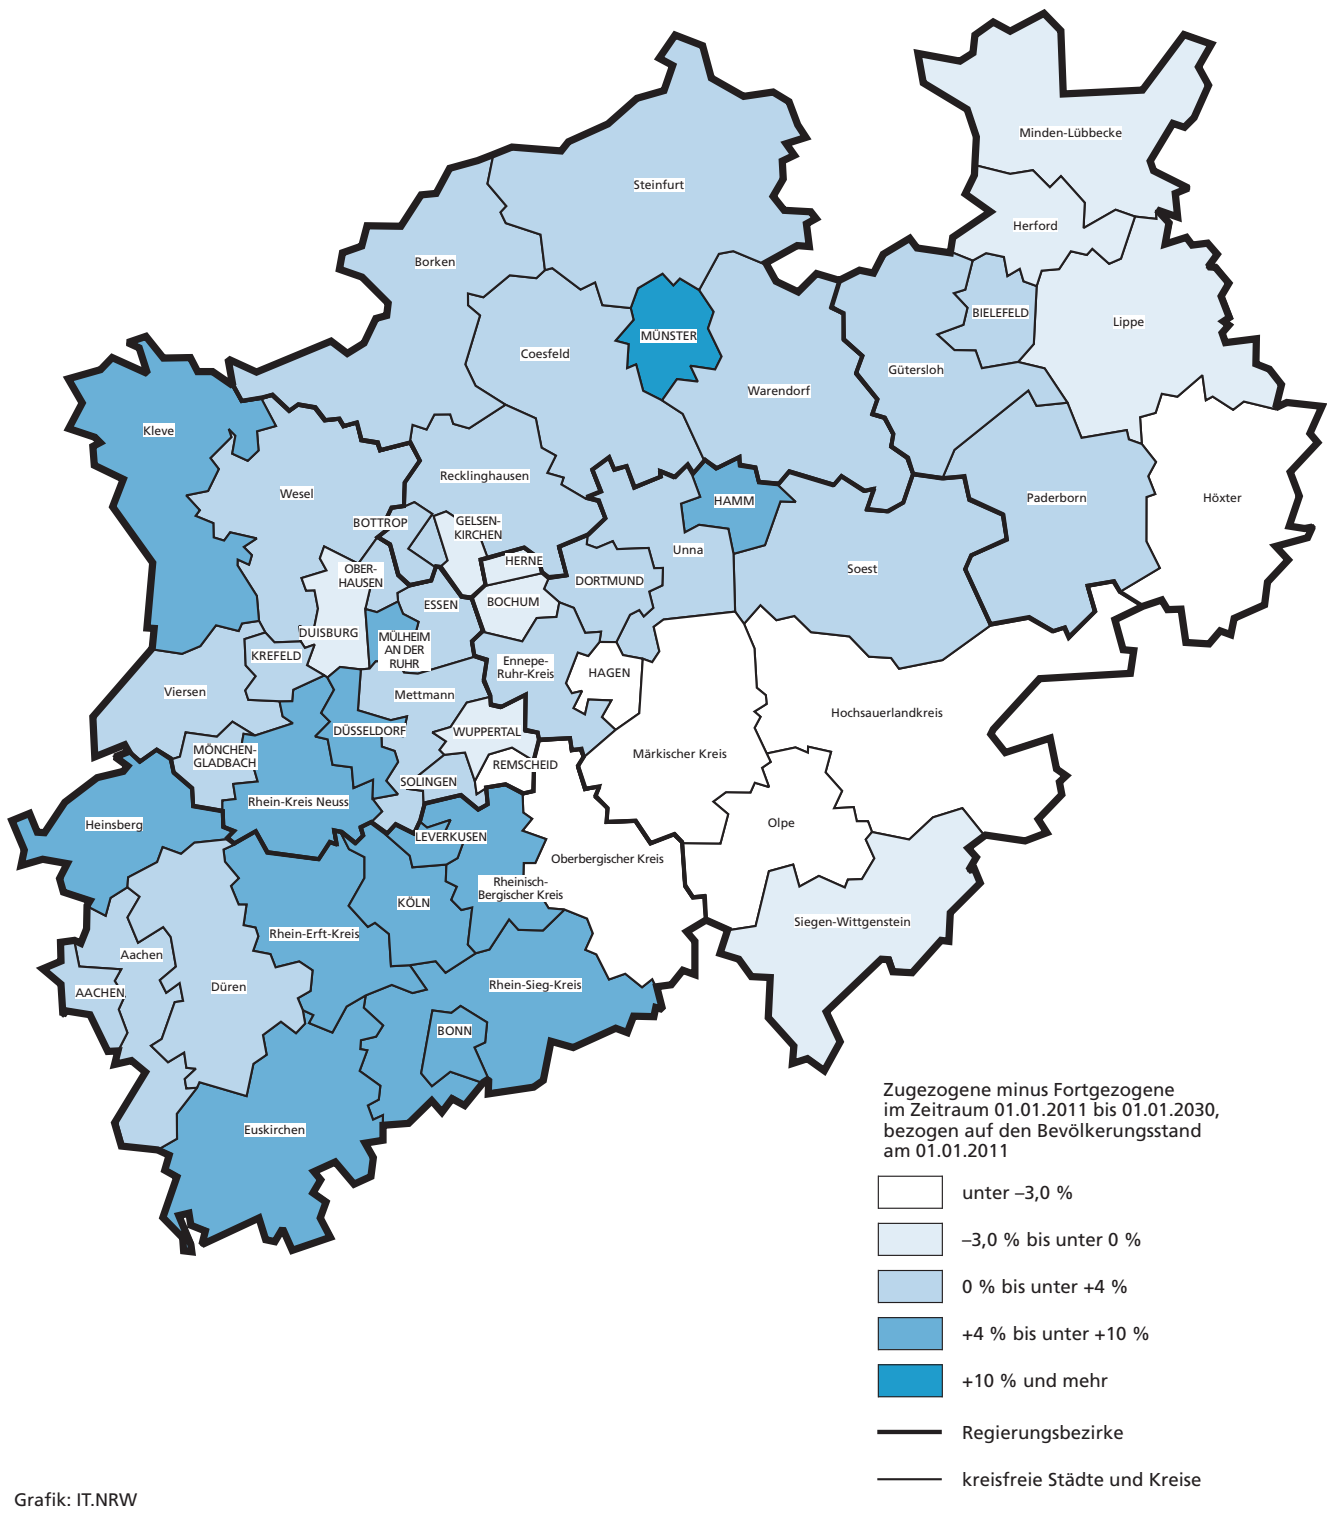 Minden-Lübbecke
Steinfurt
Herford
Borken
BIELEFELD
Lippe
MÜNSTER
Coesfeld
Gütersloh
Warendorf
Kleve
Recklinghausen
Wesel
HAMM
Paderborn
Höxter
BOTTROP
GELSEN-
KIRCHEN
Unna
HERNE
OBER-
HAUSEN
DORTMUND
Soest
ESSEN
BOCHUM
DUISBURG
MÜLHEIM
AN DER
RUHR
KREFELD
Ennepe-
Ruhr-Kreis
HAGEN
Viersen
Mettmann
Hochsauerlandkreis
DÜSSELDORF
WUPPERTAL
MÖNCHEN-
GLADBACH
Märkischer Kreis
REMSCHEID
SOLINGEN
Rhein-Kreis Neuss
Heinsberg
Olpe
LEVERKUSEN
Oberbergischer Kreis
Rheinisch-
Bergischer Kreis
KÖLN
Siegen-Wittgenstein
Rhein-Erft-Kreis
Aachen
Rhein-Sieg-Kreis
Düren
AACHEN
BONN
Euskirchen
Zugezogene minus Fortgezogene
im Zeitraum 01.01.2011 bis 01.01.2030,
bezogen auf den Bevölkerungsstand
am 01.01.2011
unter –3,0 %
–3,0 % bis unter 0 %
0 % bis unter +4 %
+4 % bis unter +10 %
+10 % und mehr
Regierungsbezirke
kreisfreie Städte und Kreise
Grafik: IT.NRW